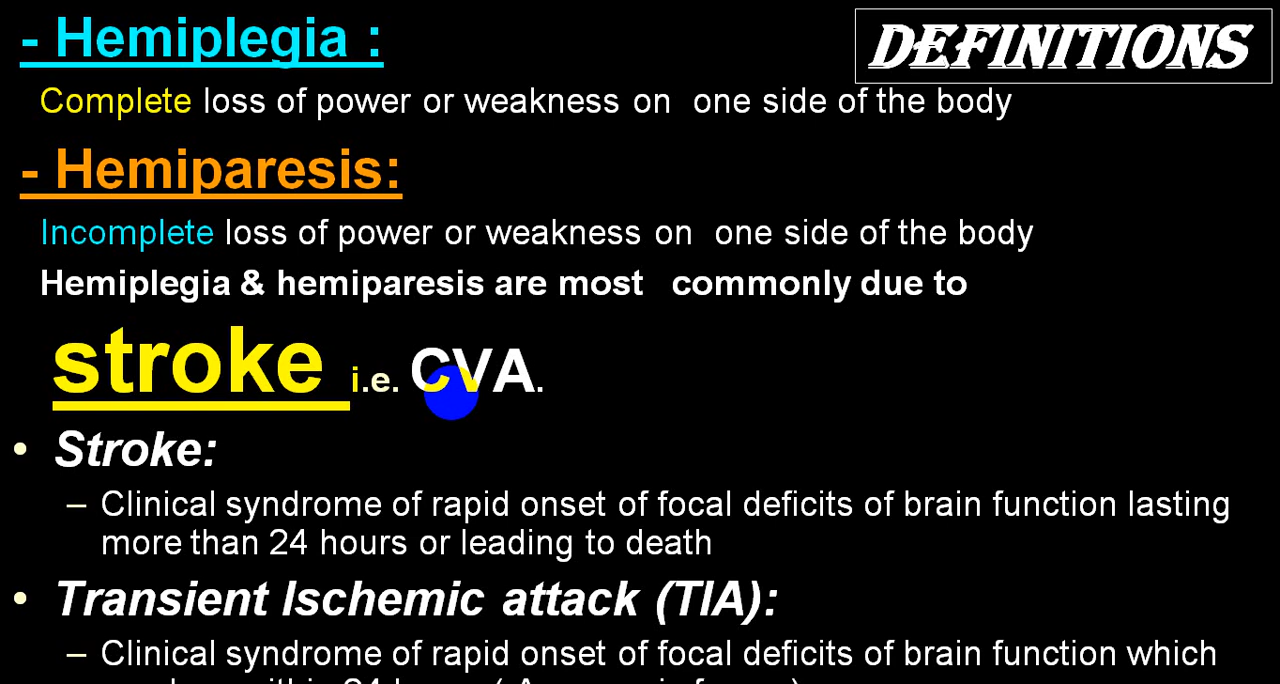 - Hemiplegia :
DEFINITIONS
Complete loss of power or weakness on one side of the body
- Hemiparesis:
Incomplete loss of power or weakness on one side of the body
Hemiplegia & hemiparesis are most commonly due to
stroke i.e. CVA.
• Stroke:
– Clinical syndrome of rapid onset of focal deficits of brain function lasting
more than 24 hours or leading to death
• Transient Ischemic attack (TIA):
– Clinical syndrome of rapid onset of focal deficits of brain function which